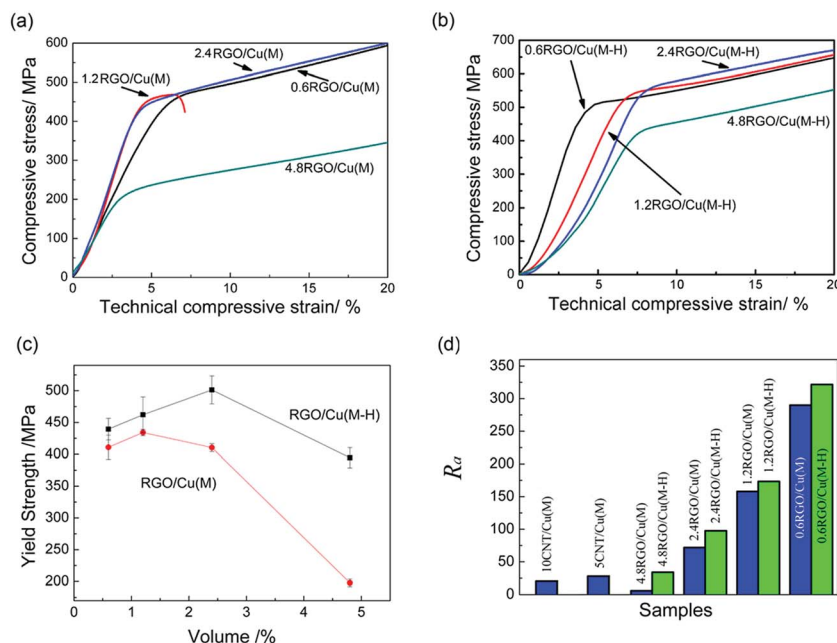 (a)
600
500
400
300
200
100
0
Compressive stress/ MPa
1.2RGO/Cu(M)
2.4RGO/Cu(M)
0.6RGO/Cu(M)
4.8RGO/Cu(M)
0
5
10
15
20
Technical compressive strain/ %
(b)
700
600
500
400
300
200
100
0
Compressive stress/ MPa
0.6RGO/Cu(M-H)
2.4RGO/Cu(M-H)
4.8RGO/Cu(M-H)
1.2RGO/Cu(M-H)
0
5
10
15
20
Technical compressive strain/ %
(c)
500
450
400
350
300
250
200
Yield Strength /MPa
RGO/Cu(M-H)
RGO/Cu(M)
0
1
2
3
4
5
Volume /%
(d)
350
300
250
200
150
100
50
0
Ra
10CNT/Cu(M)
5CNT/Cu(M)
4.8RGO/Cu(M)
4.8RGO/Cu(M-H)
2.4RGO/Cu(M)
2.4RGO/Cu(M-H)
1.2RGO/Cu(M)
1.2RGO/Cu(M-H)
0.6RGO/Cu(M)
0.6RGO/Cu(M-H)
Samples